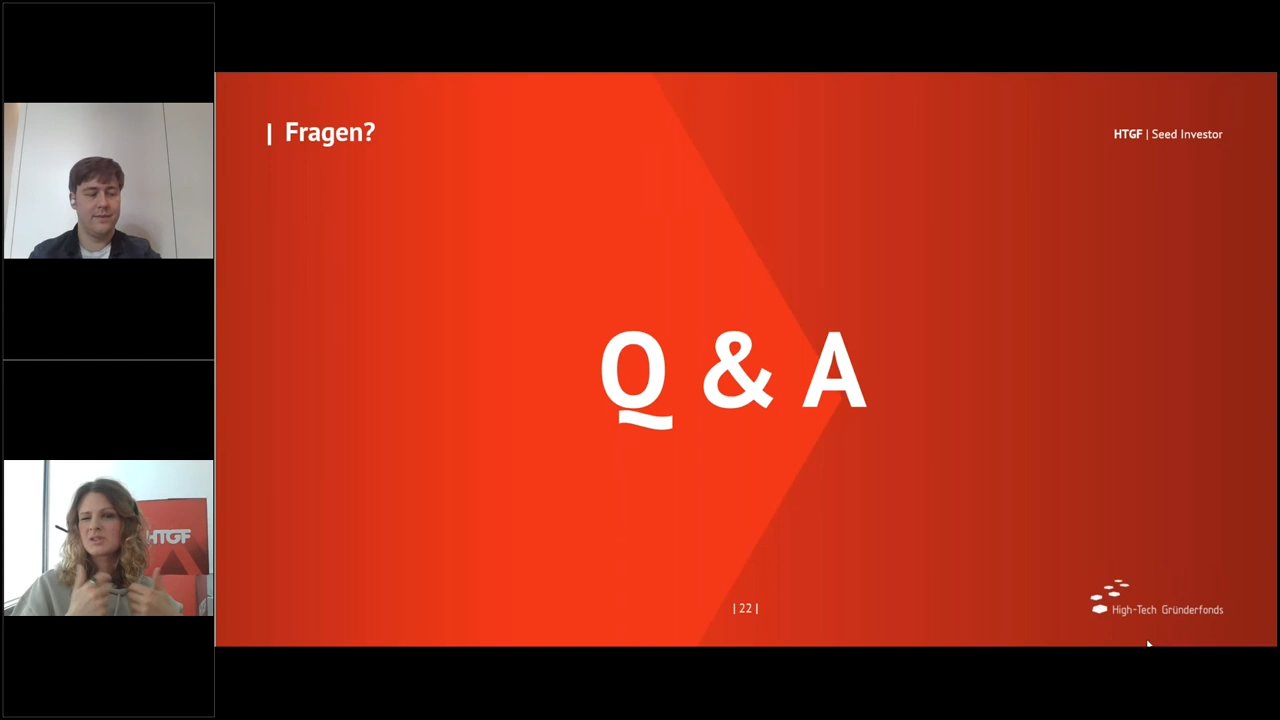 | Fragen?
HTGF | Seed Investor
Q & A
HTGF
| 22 |
High-Tech Gründerfonds